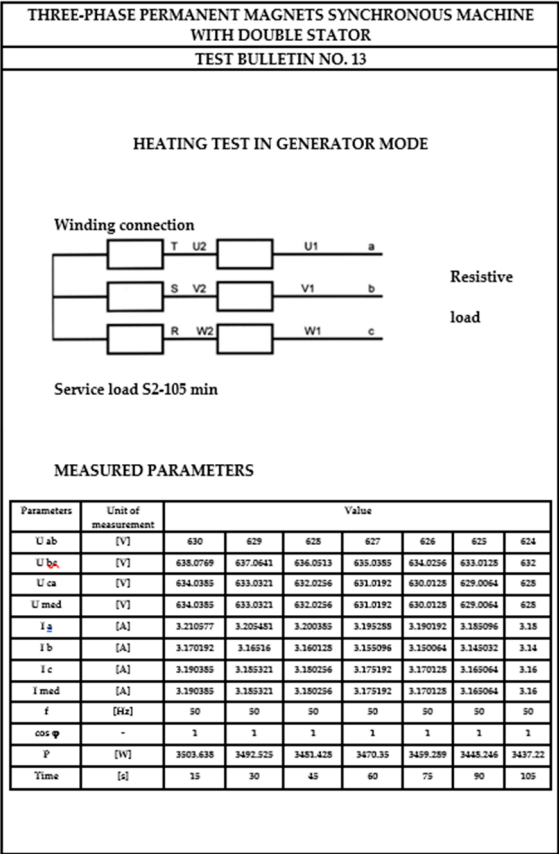 THREE-PHASE PERMANENT MAGNETS SYNCHRONOUS MACHINE
WITH DOUBLE STATOR
TEST BULLETIN NO. 13
HEATING TEST IN GENERATOR MODE
Winding connection
T U2 U1 a
S V2 V1 b
R W2 W1 c
Resistive
load
Service load S2-105 min
MEASURED PARAMETERS
Parameters Unit of measurement Value
U ab [V] 630 629 628 627 626 625 624
U bc [V] 638.0769 637.0641 636.0513 635.0385 634.0256 633.0128 632
U ca [V] 634.0385 633.0321 632.0256 631.0192 630.0128 629.0064 628
U med [V] 634.0385 633.0321 632.0256 631.0192 630.0128 629.0064 628
I a [A] 3.210577 3.205481 3.200385 3.195288 3.190192 3.185096 3.18
I b [A] 3.170192 3.16516 3.160128 3.155096 3.150064 3.145032 3.14
I c [A] 3.190385 3.185321 3.180256 3.175192 3.170128 3.165064 3.16
I med [A] 3.190385 3.185321 3.180256 3.175192 3.170128 3.165064 3.16
f [Hz] 50 50 50 50 50 50 50
cos φ - 1 1 1 1 1 1 1
P [W] 3503.638 3492.525 3481.428 3470.35 3459.289 3448.246 3437.22
Time [s] 15 30 45 60 75 90 105